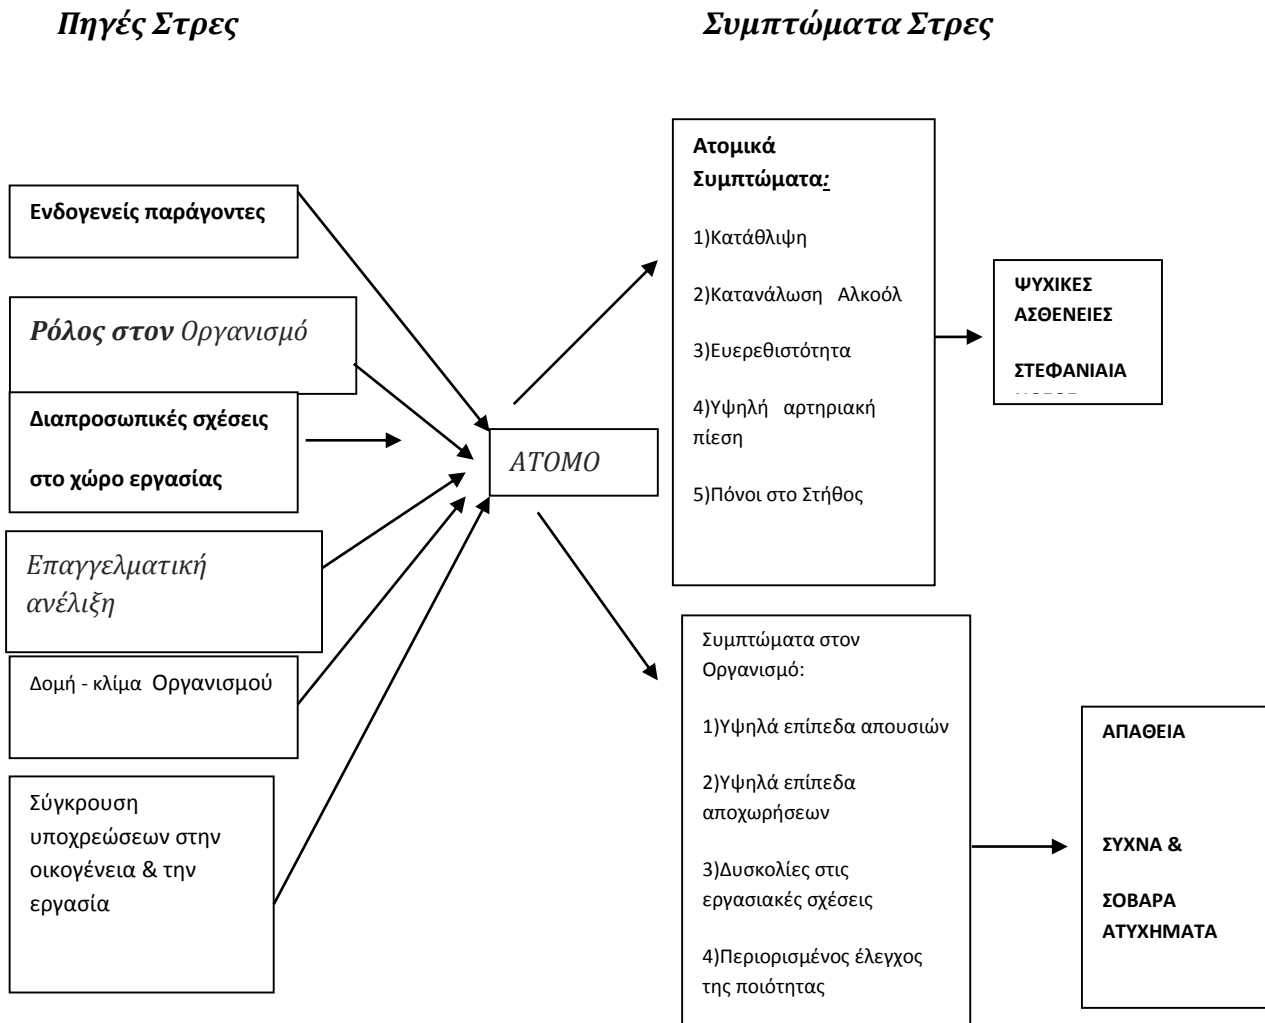 Πηγές Στρες
Συμπτώματα Στρες
Ενδογενείς παράγοντες
Ρόλος στον Οργανισμό
Διαπροσωπικές σχέσεις
στο χώρο εργασίας
Επαγγελματική
ανέλιξη
Δομή - κλίμα Οργανισμού
Σύγκρουση
υποχρεώσεων στην
οικογένεια & την
εργασία
ΑΤΟΜΟ
Ατομικά
Συμπτώματα:
1)Κατάθλιψη
2)Κατανάλωση Αλκοόλ
3)Ευερεθιστότητα
4)Υψηλή αρτηριακή
πίεση
5)Πόνοι στο Στήθος
ΨΥΧΙΚΕΣ
ΑΣΘΕΝΕΙΕΣ
ΣΤΕΦΑΝΙΑΙΑ
Συμπτώματα στον
Οργανισμό:
1)Υψηλά επίπεδα απουσιών
2)Υψηλά επίπεδα
αποχωρήσεων
3)Δυσκολίες στις
εργασιακές σχέσεις
4)Περιορισμένος έλεγχος
της ποιότητας
ΑΠΑΘΕΙΑ
ΣΥΧΝΑ &
ΣΟΒΑΡΑ
ΑΤΥΧΗΜΑΤΑ